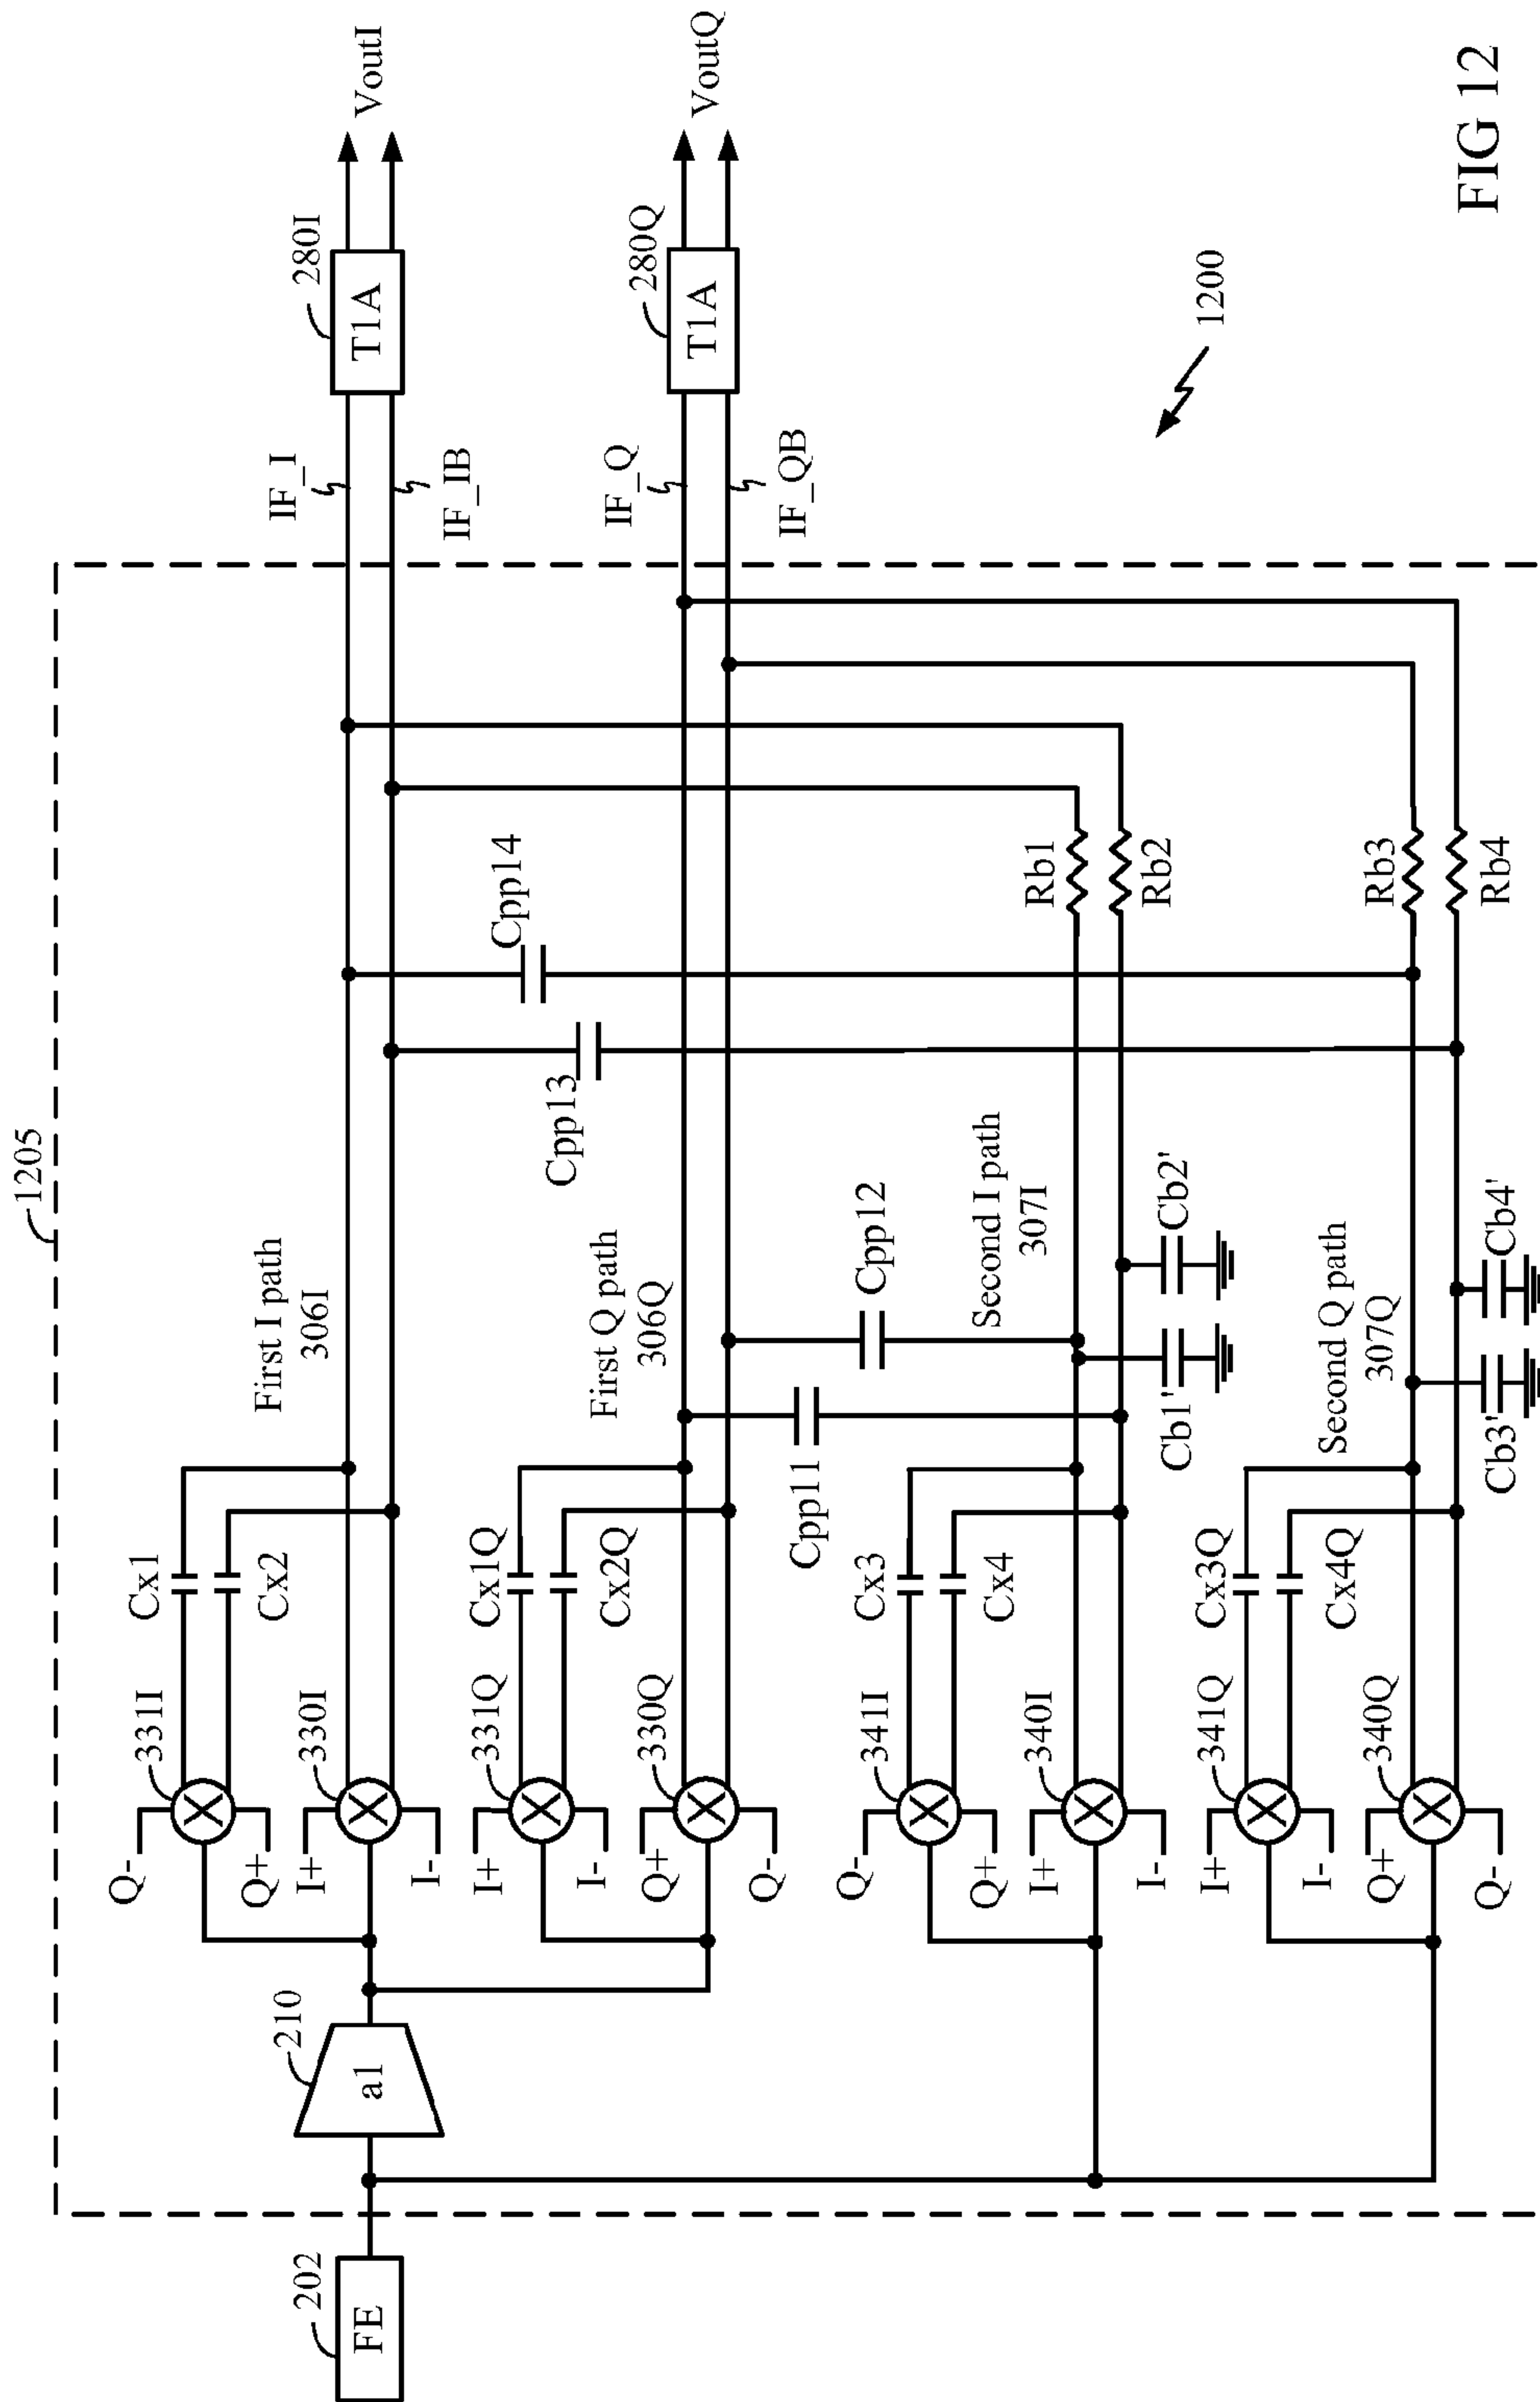 1205
202
FE
210
a1
Q-
331I
Q+
Cx1
Cx2
I+
330I
I-
First I path
306I
I+
331Q
I-
Cx1Q
Cx2Q
Q+
330Q
Q-
First Q path
306Q
Cpp11
Cpp12
Cpp13
Cpp14
Q-
341I
Q+
Cx3
Cx4
I+
340I
I-
Second I path
307I
Cb1'
Cb2'
Rb1
Rb2
I+
341Q
I-
Cx3Q
Cx4Q
Q+
340Q
Q-
Second Q path
307Q
Cb3'
Cb4'
Rb3
Rb4
IF_I
IF_IB
280I
T1A
VoutI
IF_Q
IF_QB
280Q
T1A
VoutQ
1200
FIG 12